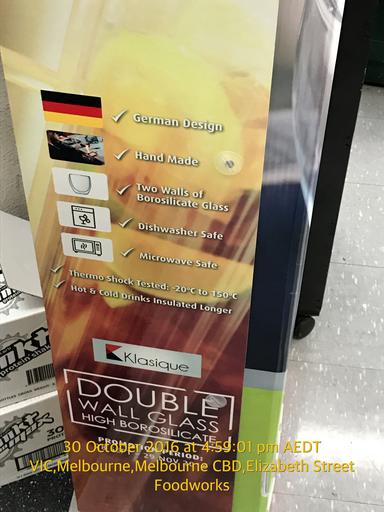 German Design
Hand Made
Two Walls of
Borosilicate Glass
Dishwasher Safe
Microwave Safe
Thermo Shock Tested: -20°C to 150°C
Hot & Cold Drinks Insulated Longer
Klasique
DOUBLE
WALL GLASS
HIGH BOROSILICATE
30 October 2016 at 4:59:01 pm AEDT
VIC,Melbourne,Melbourne CBD,Elizabeth Street
Foodworks